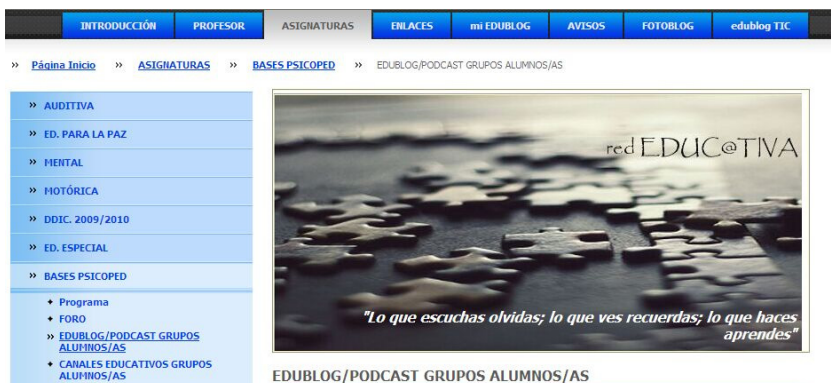 INTRODUCCIÓN PROFESOR ASIGNATURAS ENLACES mi EDUBLOG AVISOS FOTOBLOG edublog TIC
» Página Inicio » ASIGNATURAS » BASES PSICOPED » EDUBLOG/PODCAST GRUPOS ALUMNOS/AS
» AUDITIVA
» ED. PARA LA PAZ
» MENTAL
» MOTÓRICA
» DDIC. 2009/2010
» ED. ESPECIAL
» BASES PSICOPED
Programa
FORO
» EDUBLOG/PODCAST GRUPOS
ALUMNOS/AS
CANALES EDUCATIVOS GRUPOS
ALUMNOS/AS
red EDUC@TIVA
"Lo que escuchas olvidas; lo que ves recuerdas; lo que haces
aprendes"
EDUBLOG/PODCAST GRUPOS ALUMNOS/AS